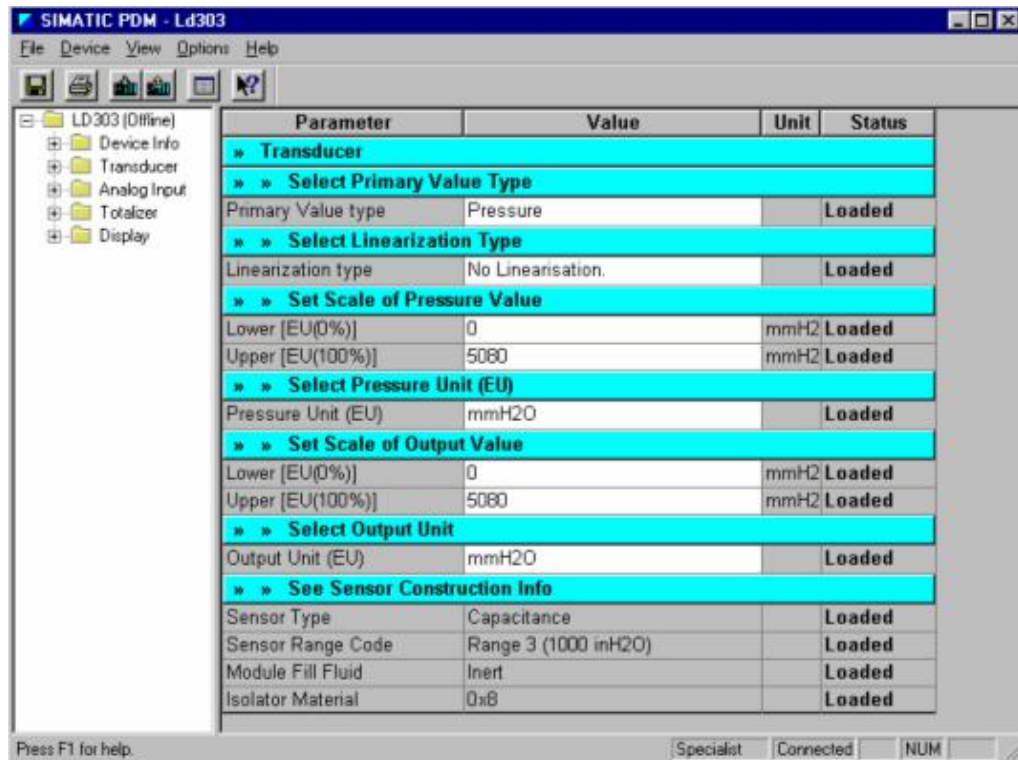 SIMATIC PDM - Ld303
File Device View Options Help
LD303 (Offline)
Device Info
Transducer
Analog Input
Totalizer
Display
Parameter Value Unit Status
» Transducer
» » Select Primary Value Type
Primary Value type Pressure Loaded
» » Select Linearization Type
Linearization type No Linearisation. Loaded
» » Set Scale of Pressure Value
Lower [EU(0%)] 0 mmH2 Loaded
Upper [EU(100%)] 5080 mmH2 Loaded
» » Select Pressure Unit (EU)
Pressure Unit (EU) mmH2O Loaded
» » Set Scale of Output Value
Lower [EU(0%)] 0 mmH2 Loaded
Upper [EU(100%)] 5080 mmH2 Loaded
» » Select Output Unit
Output Unit (EU) mmH2O Loaded
» » See Sensor Construction Info
Sensor Type Capacitance Loaded
Sensor Range Code Range 3 (1000 inH2O) Loaded
Module Fill Fluid Inert Loaded
Isolator Material 0x8 Loaded
Press F1 for help. Specialist Connected NUM